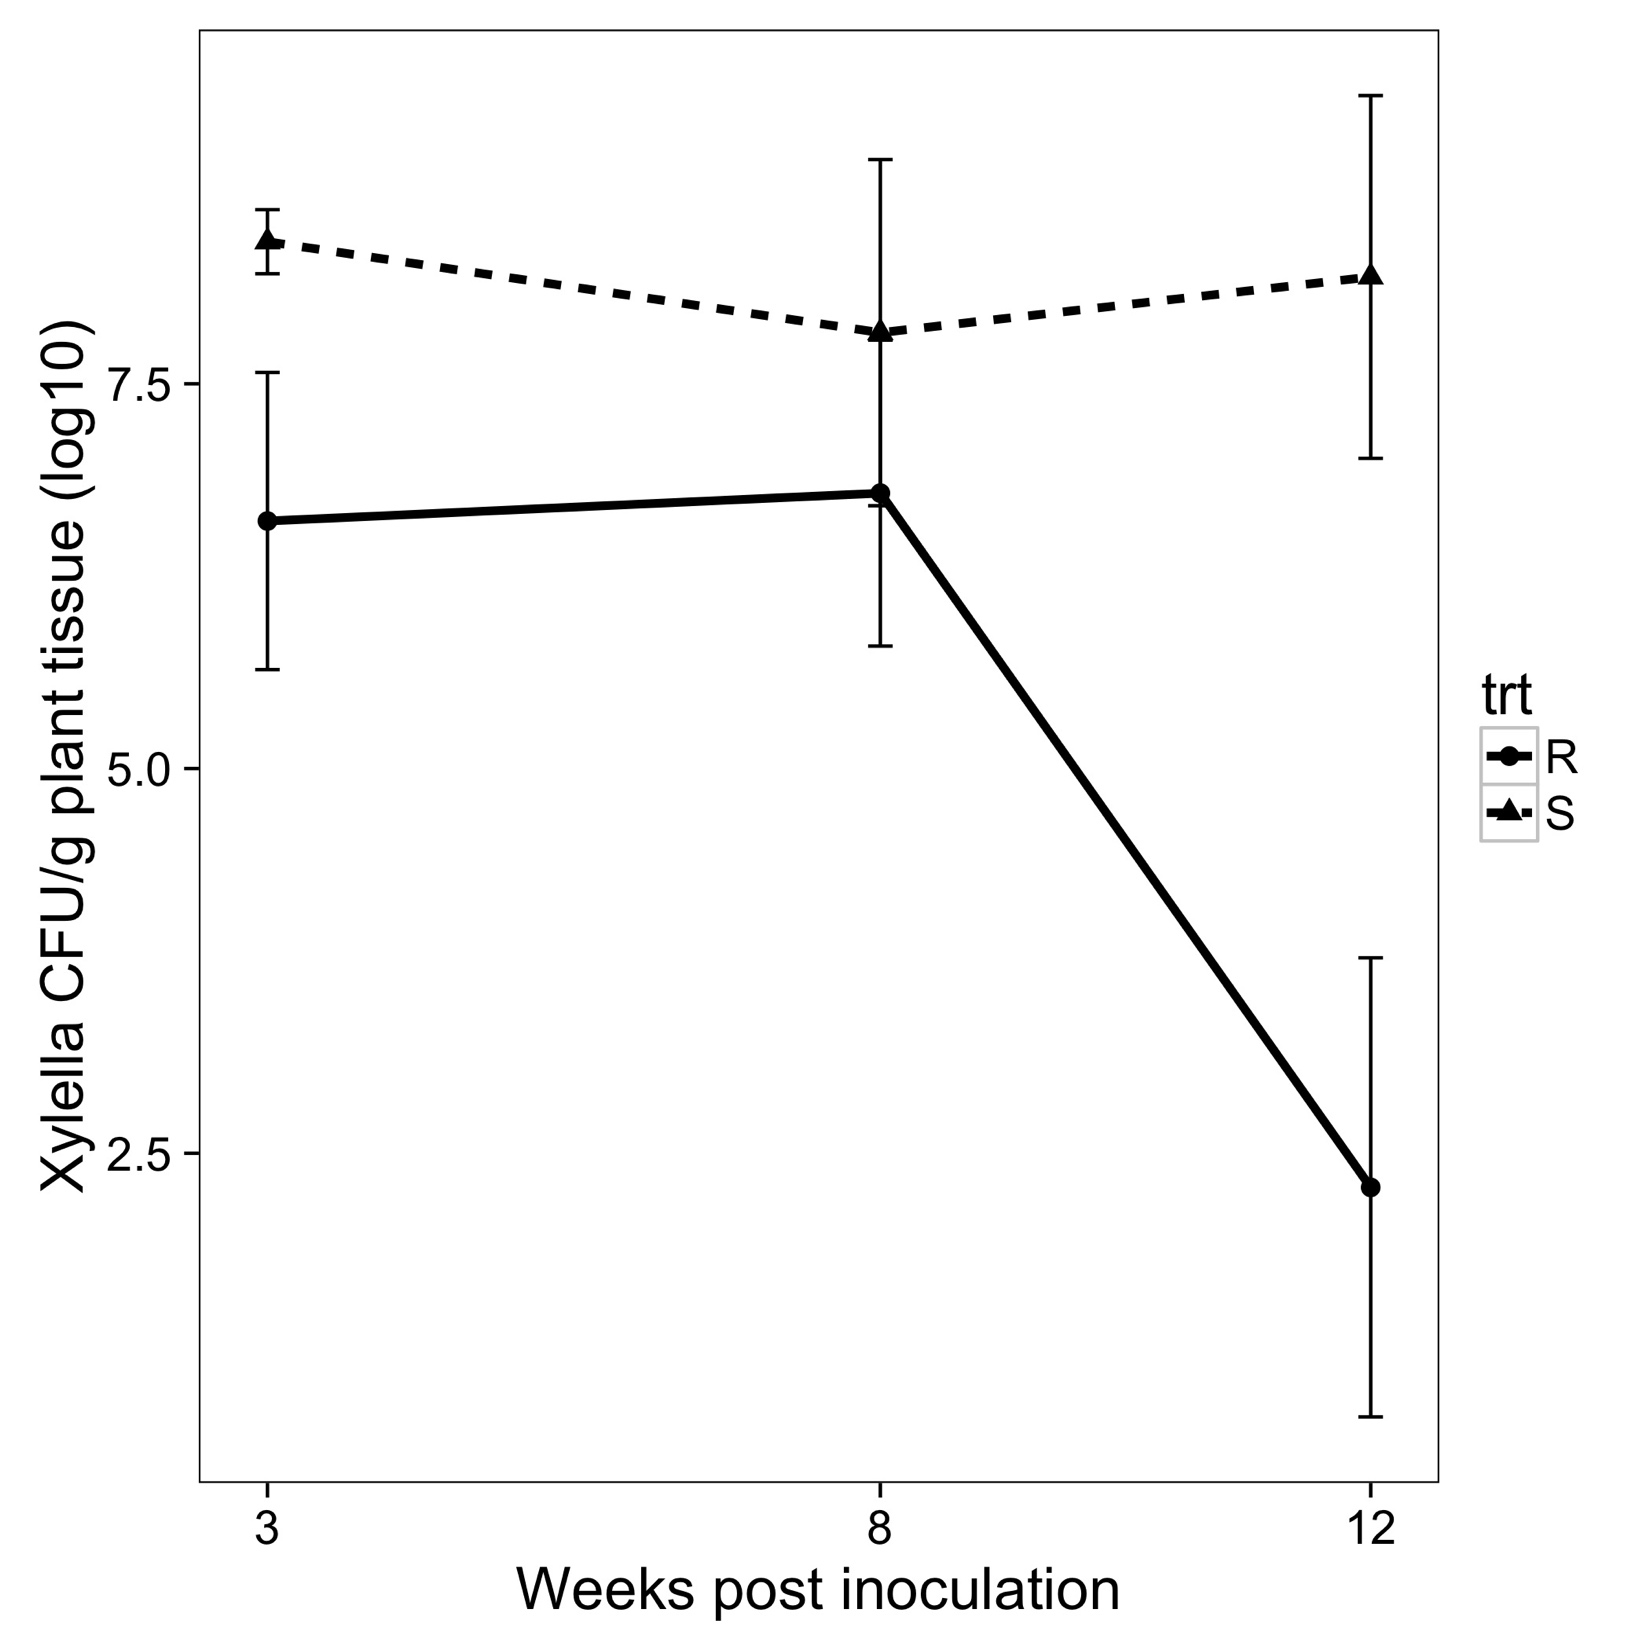 Xylella CFU/g plant tissue (log10)
7.5
5.0
2.5
3
8
12
Weeks post inoculation
trt
R
S